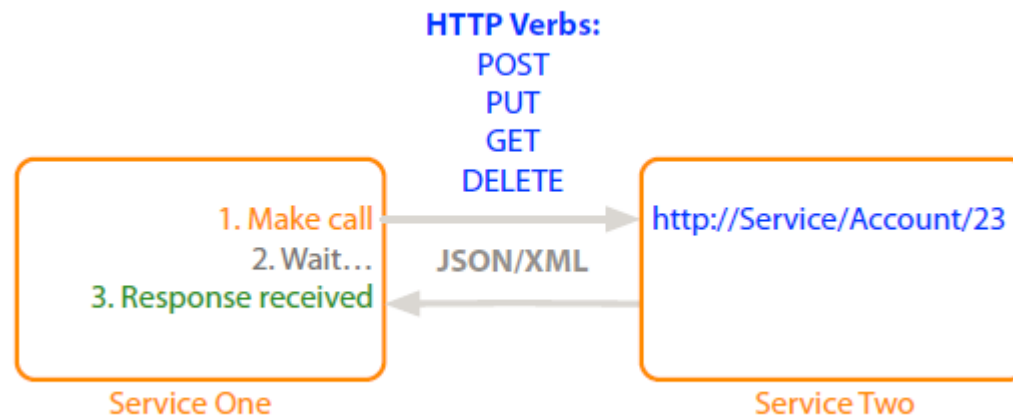 HTTP Verbs:
POST
PUT
GET
DELETE
1. Make call
2. Wait...
3. Response received
JSON/XML
http://Service/Account/23
Service One
Service Two